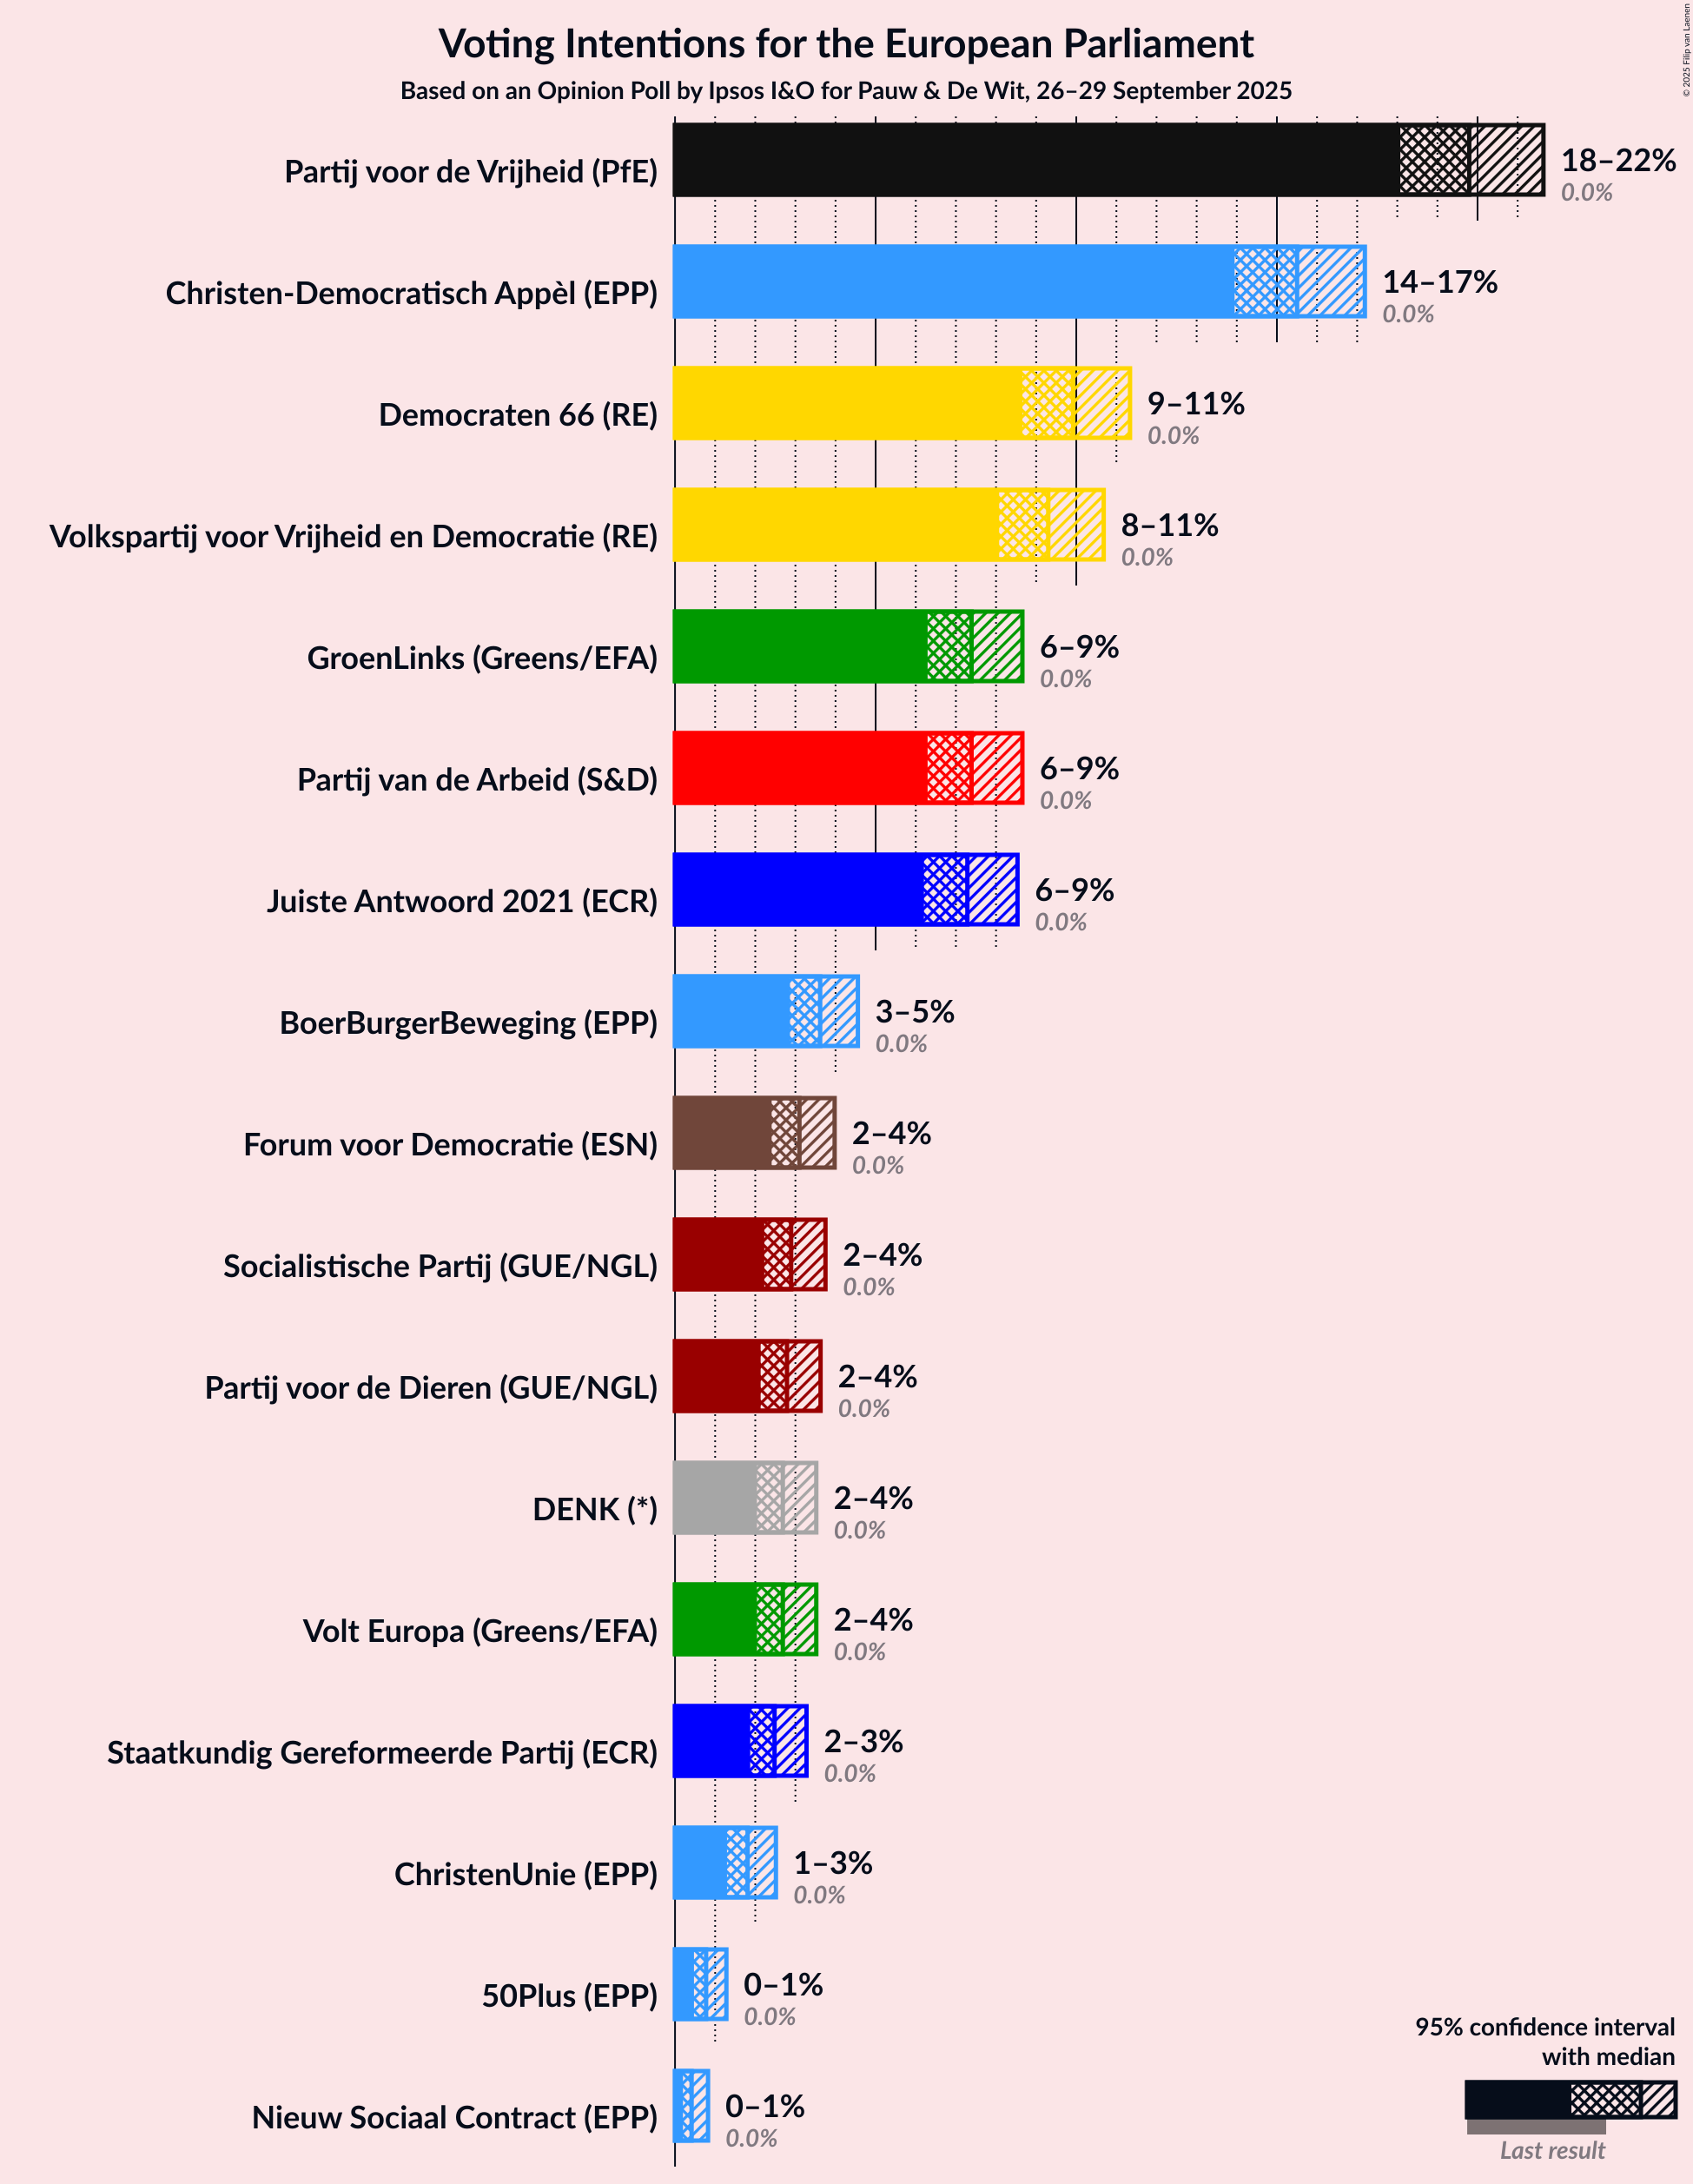 Voting Intentions for the European Parliament
Based on an Opinion Poll by Ipsos I&O for Pauw & De Wit, 26–29 September 2025
© 2025 Filip van Laenen
Partij voor de Vrijheid (PfE)
18–22%
0.0%
Christen-Democratisch Appèl (EPP)
14–17%
0.0%
Democraten 66 (RE)
9–11%
0.0%
Volkspartij voor Vrijheid en Democratie (RE)
8–11%
0.0%
GroenLinks (Greens/EFA)
6–9%
0.0%
Partij van de Arbeid (S&D)
6–9%
0.0%
Juiste Antwoord 2021 (ECR)
6–9%
0.0%
BoerBurgerBeweging (EPP)
3–5%
0.0%
Forum voor Democratie (ESN)
2–4%
0.0%
Socialistische Partij (GUE/NGL)
2–4%
0.0%
Partij voor de Dieren (GUE/NGL)
2–4%
0.0%
DENK (*)
2–4%
0.0%
Volt Europa (Greens/EFA)
2–4%
0.0%
Staatkundig Gereformeerde Partij (ECR)
2–3%
0.0%
ChristenUnie (EPP)
1–3%
0.0%
50Plus (EPP)
0–1%
0.0%
Nieuw Sociaal Contract (EPP)
0–1%
0.0%
95% confidence interval
with median
Last result